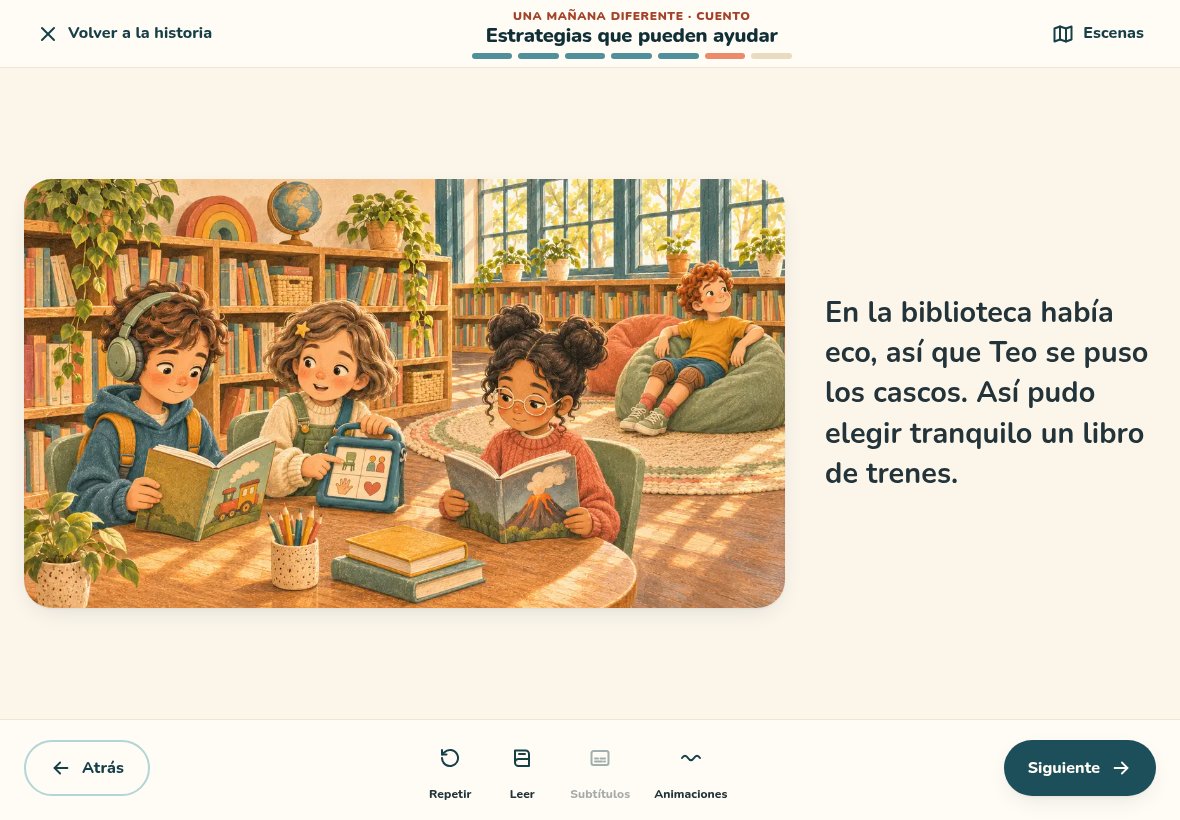 Volver a la historia
UNA MAÑANA DIFERENTE · CUENTO
Estrategias que pueden ayudar
Escenas
En la biblioteca había
eco, así que Teo se puso
los cascos. Así pudo
elegir tranquilo un libro
de trenes.
Atrás
Repetir
Leer
Subtítulos
Animaciones
Siguiente